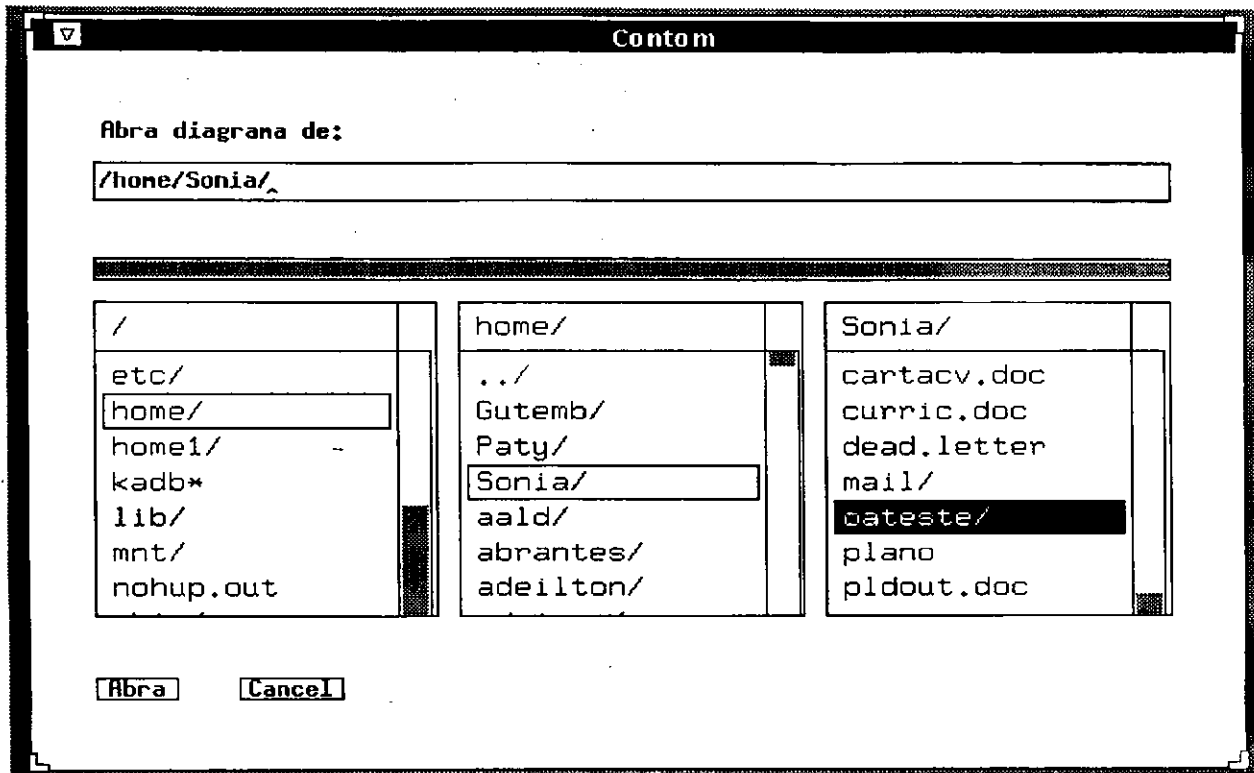 Contom
Abra diagrama de:
/home/Sonia/
/
etc/
home/
home1/
kadb*
lib/
mnt/
nohup.out
home/
../
Gutemb/
Paty/
Sonia/
aald/
abrantes/
adeilton/
Sonia/
cartacv.doc
curric.doc
dead.letter
mail/
oateste/
plano
pldout.doc
Abra
Cancel